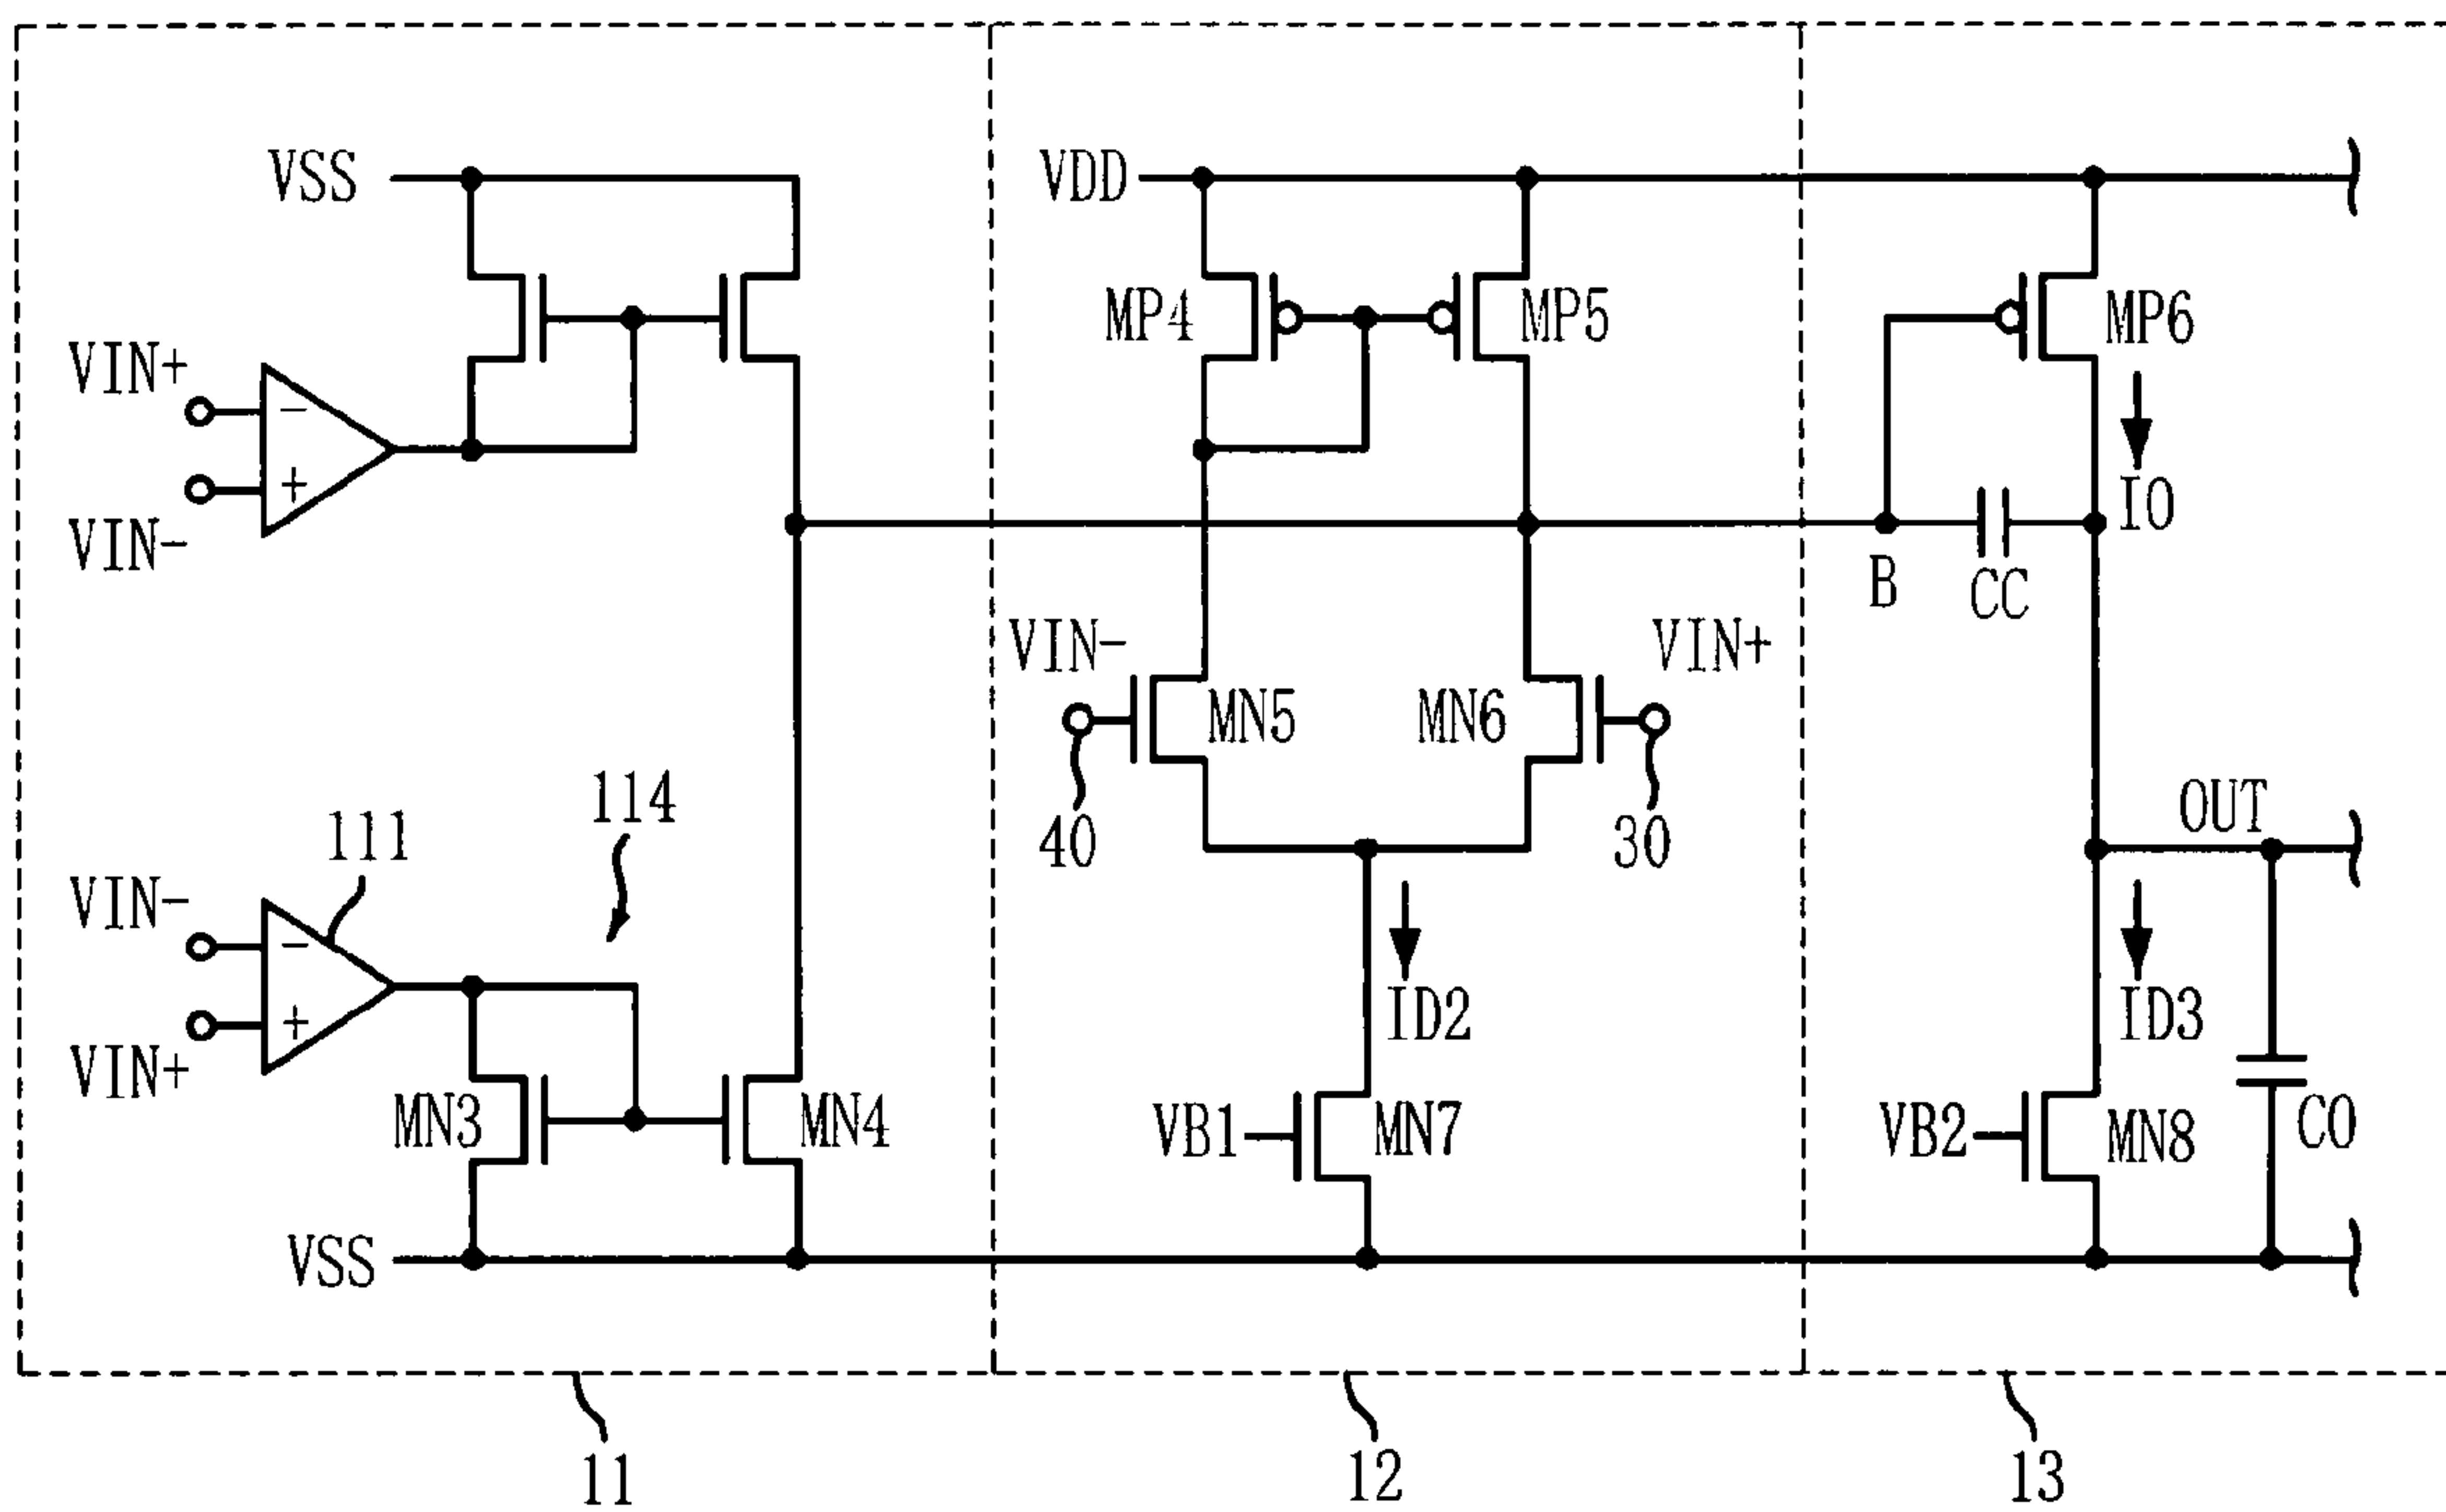 VSS
VDD
MP4
MP5
MP6
VIN+
−
+
VIN-
IO
B
CC
VIN-
VIN+
MN5
MN6
40
30
OUT
114
111
VIN-
−
+
VIN+
ID2
ID3
MN3
MN4
VB1
MN7
VB2
MN8
CO
VSS
11
12
13